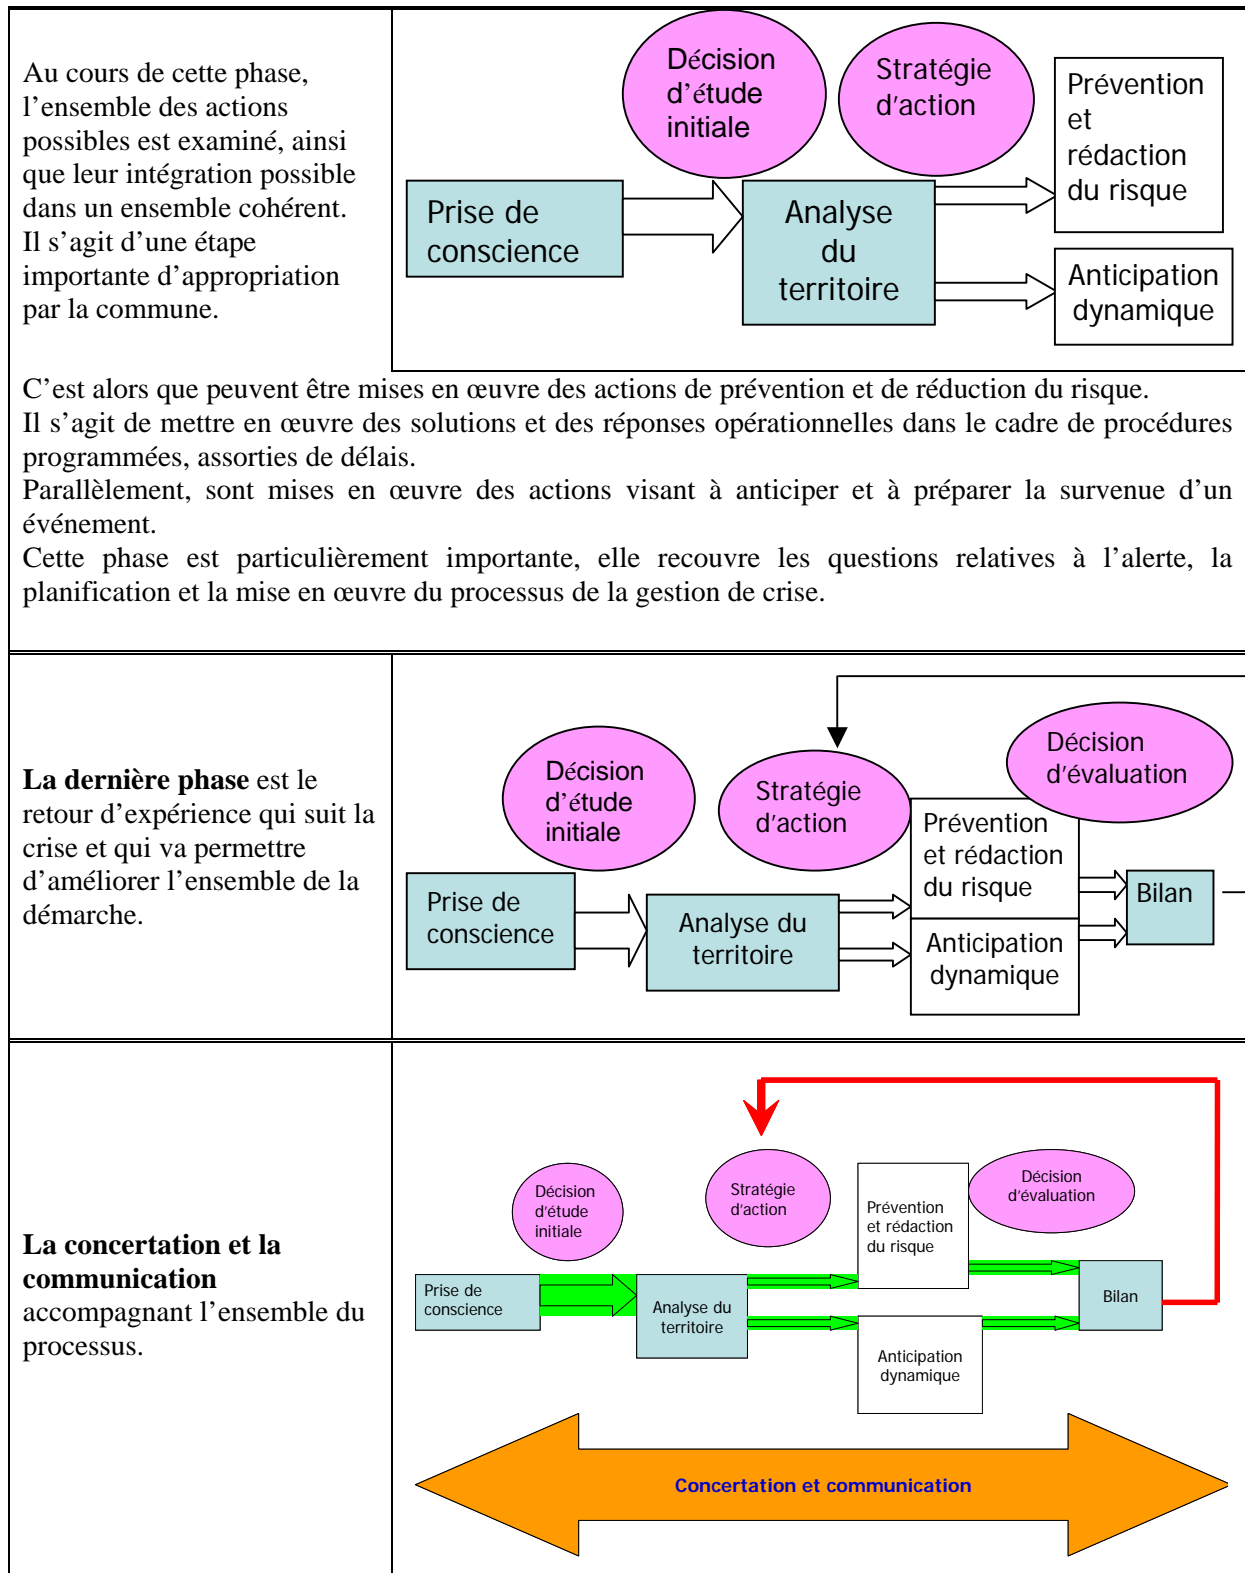 Au cours de cette phase,
l’ensemble des actions
possibles est examiné, ainsi
que leur intégration possible
dans un ensemble cohérent.
Il s’agit d’une étape
importante d’appropriation
par la commune.
Décision
d’étude
initiale
Stratégie
d’action
Prévention
et
rédaction
du risque
Prise de
conscience
Analyse
du
territoire
Anticipation
dynamique
C’est alors que peuvent être mises en œuvre des actions de prévention et de réduction du risque.
Il s’agit de mettre en œuvre des solutions et des réponses opérationnelles dans le cadre de procédures
programmées, assorties de délais.
Parallèlement, sont mises en œuvre des actions visant à anticiper et à préparer la survenue d’un
événement.
Cette phase est particulièrement importante, elle recouvre les questions relatives à l’alerte, la
planification et la mise en œuvre du processus de la gestion de crise.
La dernière phase est le
retour d’expérience qui suit la
crise et qui va permettre
d’améliorer l’ensemble de la
démarche.
Décision
d’étude
initiale
Stratégie
d’action
Décision
d’évaluation
Prévention
et rédaction
du risque
Prise de
conscience
Analyse du
territoire
Anticipation
dynamique
Bilan
La concertation et la
communication
accompagnant l’ensemble du
processus.
Décision
d’étude
initiale
Stratégie
d’action
Prévention
et rédaction
du risque
Décision
d’évaluation
Prise de
conscience
Analyse du
territoire
Anticipation
dynamique
Bilan
Concertation et communication